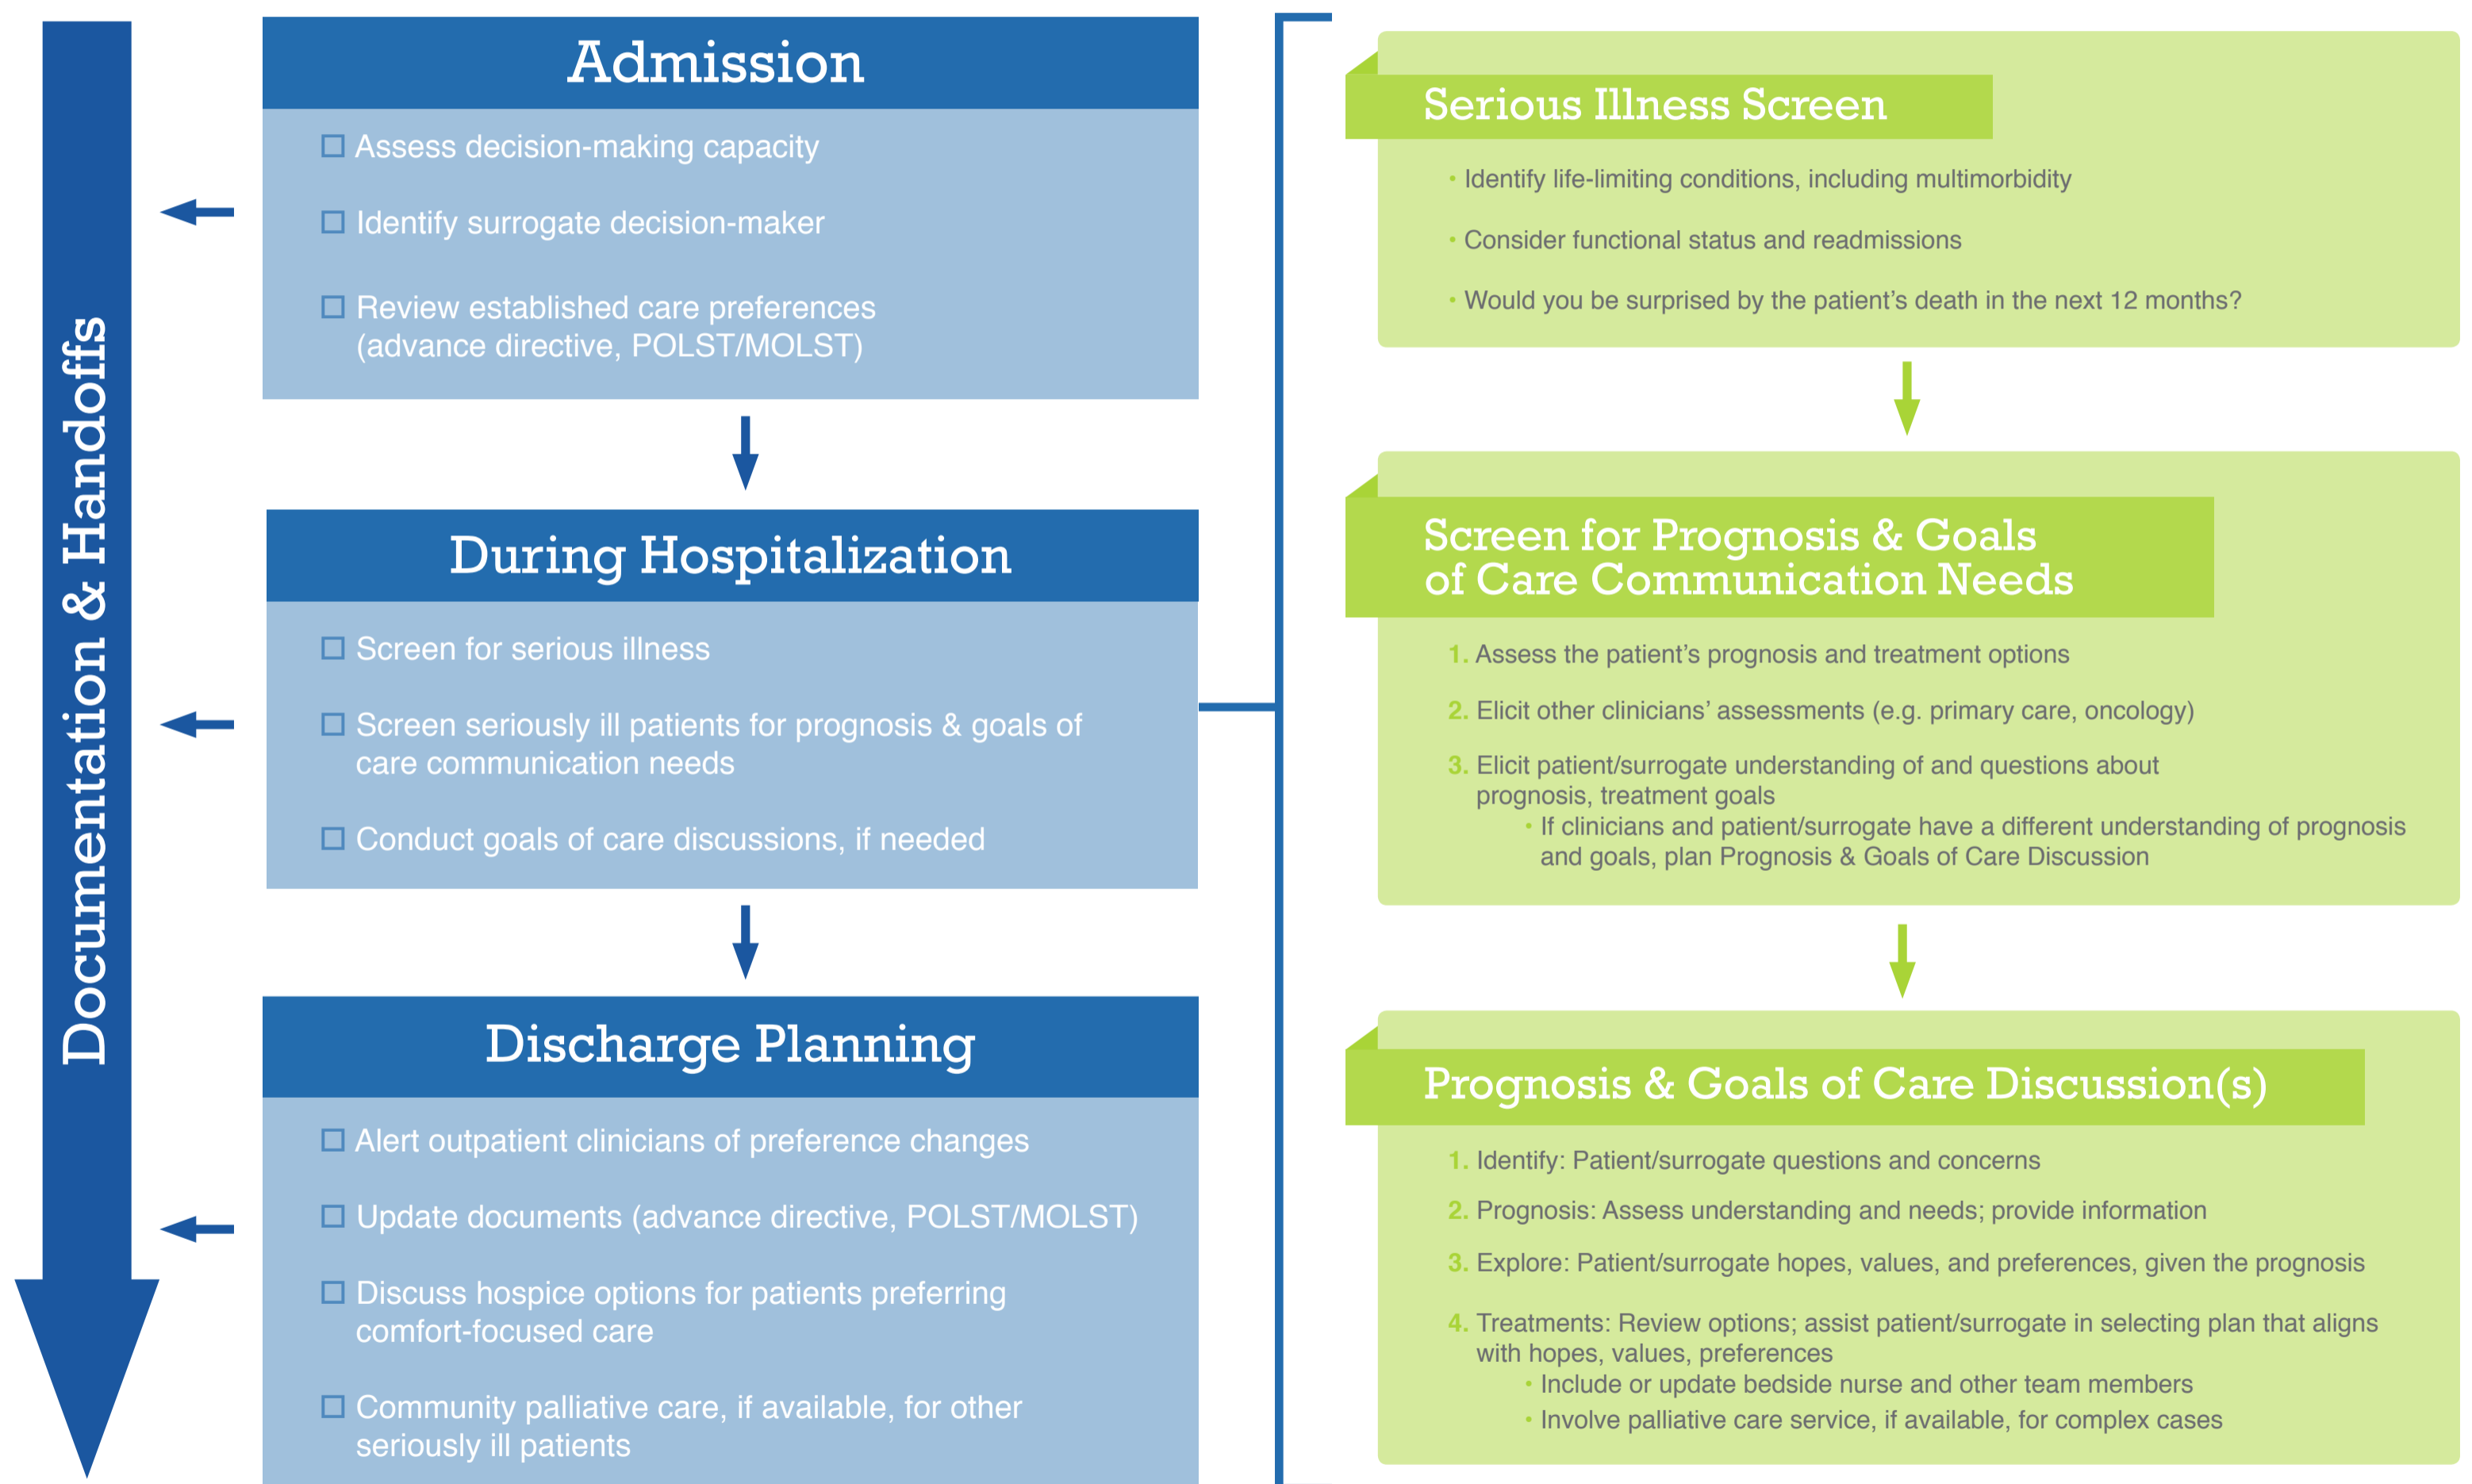 Documentation & Handoffs
Admission
Assess decision-making capacity
Identify surrogate decision-maker
Review established care preferences
(advance directive, POLST/MOLST)
During Hospitalization
Screen for serious illness
Screen seriously ill patients for prognosis & goals of
care communication needs
Conduct goals of care discussions, if needed
Discharge Planning
Alert outpatient clinicians of preference changes
Update documents (advance directive, POLST/MOLST)
Discuss hospice options for patients preferring
comfort-focused care
Community palliative care, if available, for other
seriously ill patients
Serious Illness Screen
• Identify life-limiting conditions, including multimorbidity
• Consider functional status and readmissions
• Would you be surprised by the patient’s death in the next 12 months?
Screen for Prognosis & Goals
of Care Communication Needs
1. Assess the patient’s prognosis and treatment options
2. Elicit other clinicians’ assessments (e.g. primary care, oncology)
3. Elicit patient/surrogate understanding of and questions about
prognosis, treatment goals
• If clinicians and patient/surrogate have a different understanding of prognosis
and goals, plan Prognosis & Goals of Care Discussion
Prognosis & Goals of Care Discussion(s)
1. Identify: Patient/surrogate questions and concerns
2. Prognosis: Assess understanding and needs; provide information
3. Explore: Patient/surrogate hopes, values, and preferences, given the prognosis
4. Treatments: Review options; assist patient/surrogate in selecting plan that aligns
with hopes, values, preferences
• Include or update bedside nurse and other team members
• Involve palliative care service, if available, for complex cases